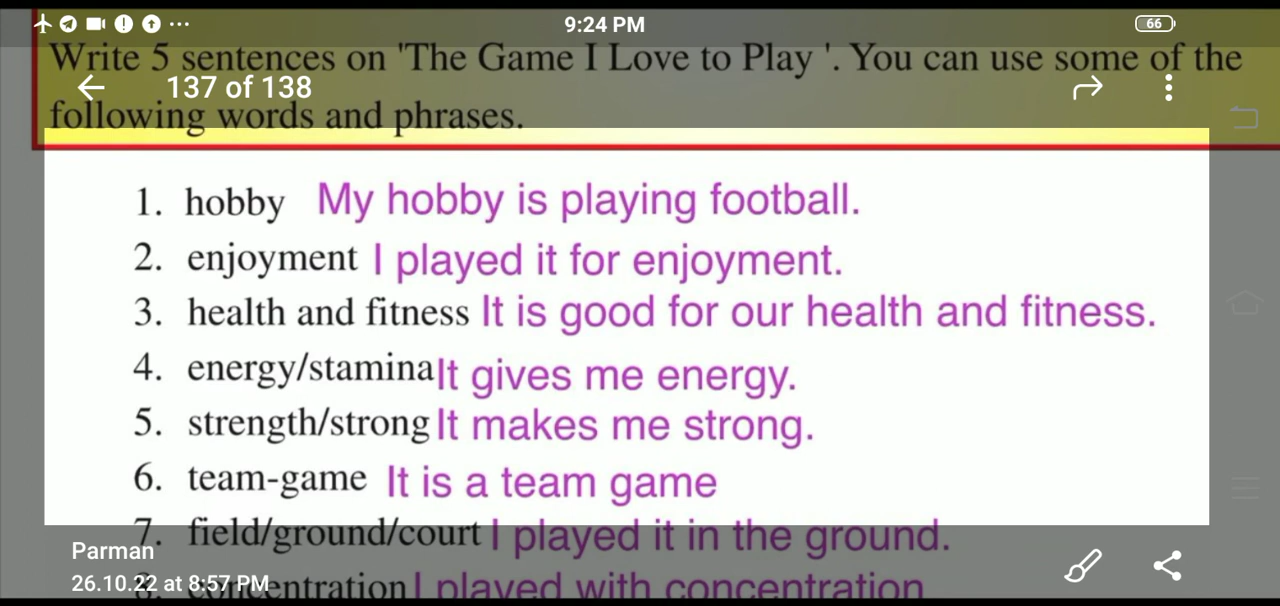 9:24 PM
66
Write 5 sentences on 'The Game I Love to Play '. You can use some of the
137 of 138
following words and phrases.
1. hobby My hobby is playing football.
2. enjoyment I played it for enjoyment.
3. health and fitness It is good for our health and fitness.
4. energy/stamina It gives me energy.
5. strength/strong It makes me strong.
6. team-game It is a team game
7. field/ground/court I played it in the ground.
Parman
8. concentration I played with concentration
26.10.22 at 8:57 PM